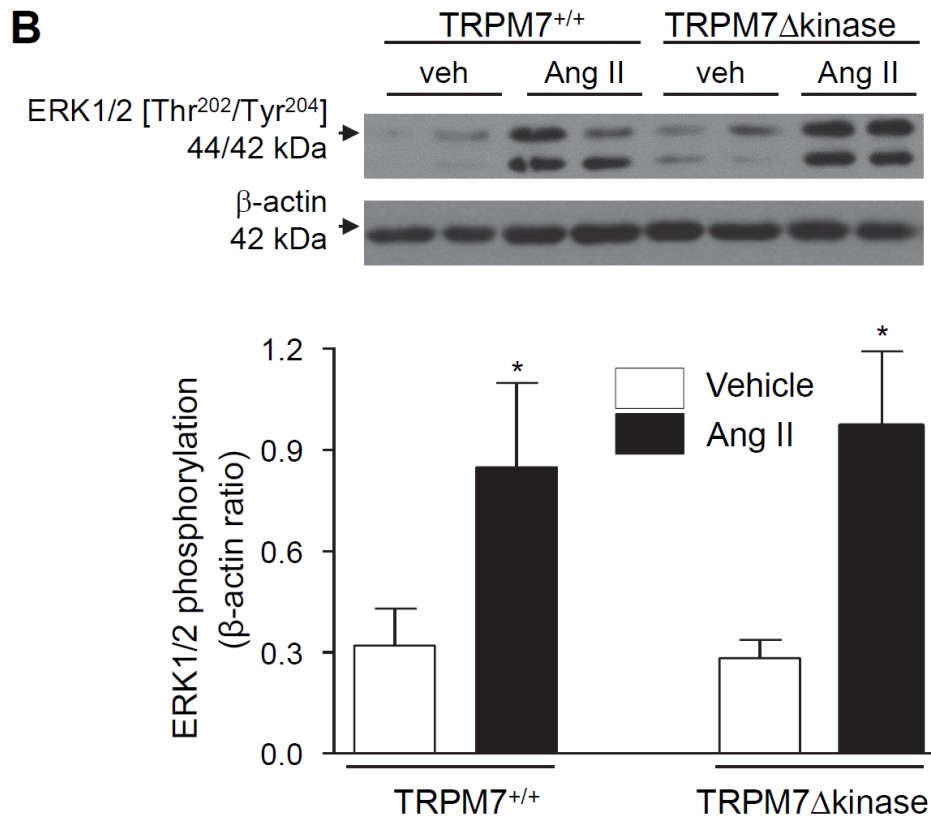 B
TRPM7+/+ TRPM7Δkinase
veh Ang II veh Ang II
ERK1/2 [Thr202/Tyr204]
44/42 kDa
β-actin
42 kDa
1.2
0.9
0.6
0.3
0.0
ERK1/2 phosphorylation
(β-actin ratio)
* *
Vehicle
Ang II
TRPM7+/+ TRPM7Δkinase